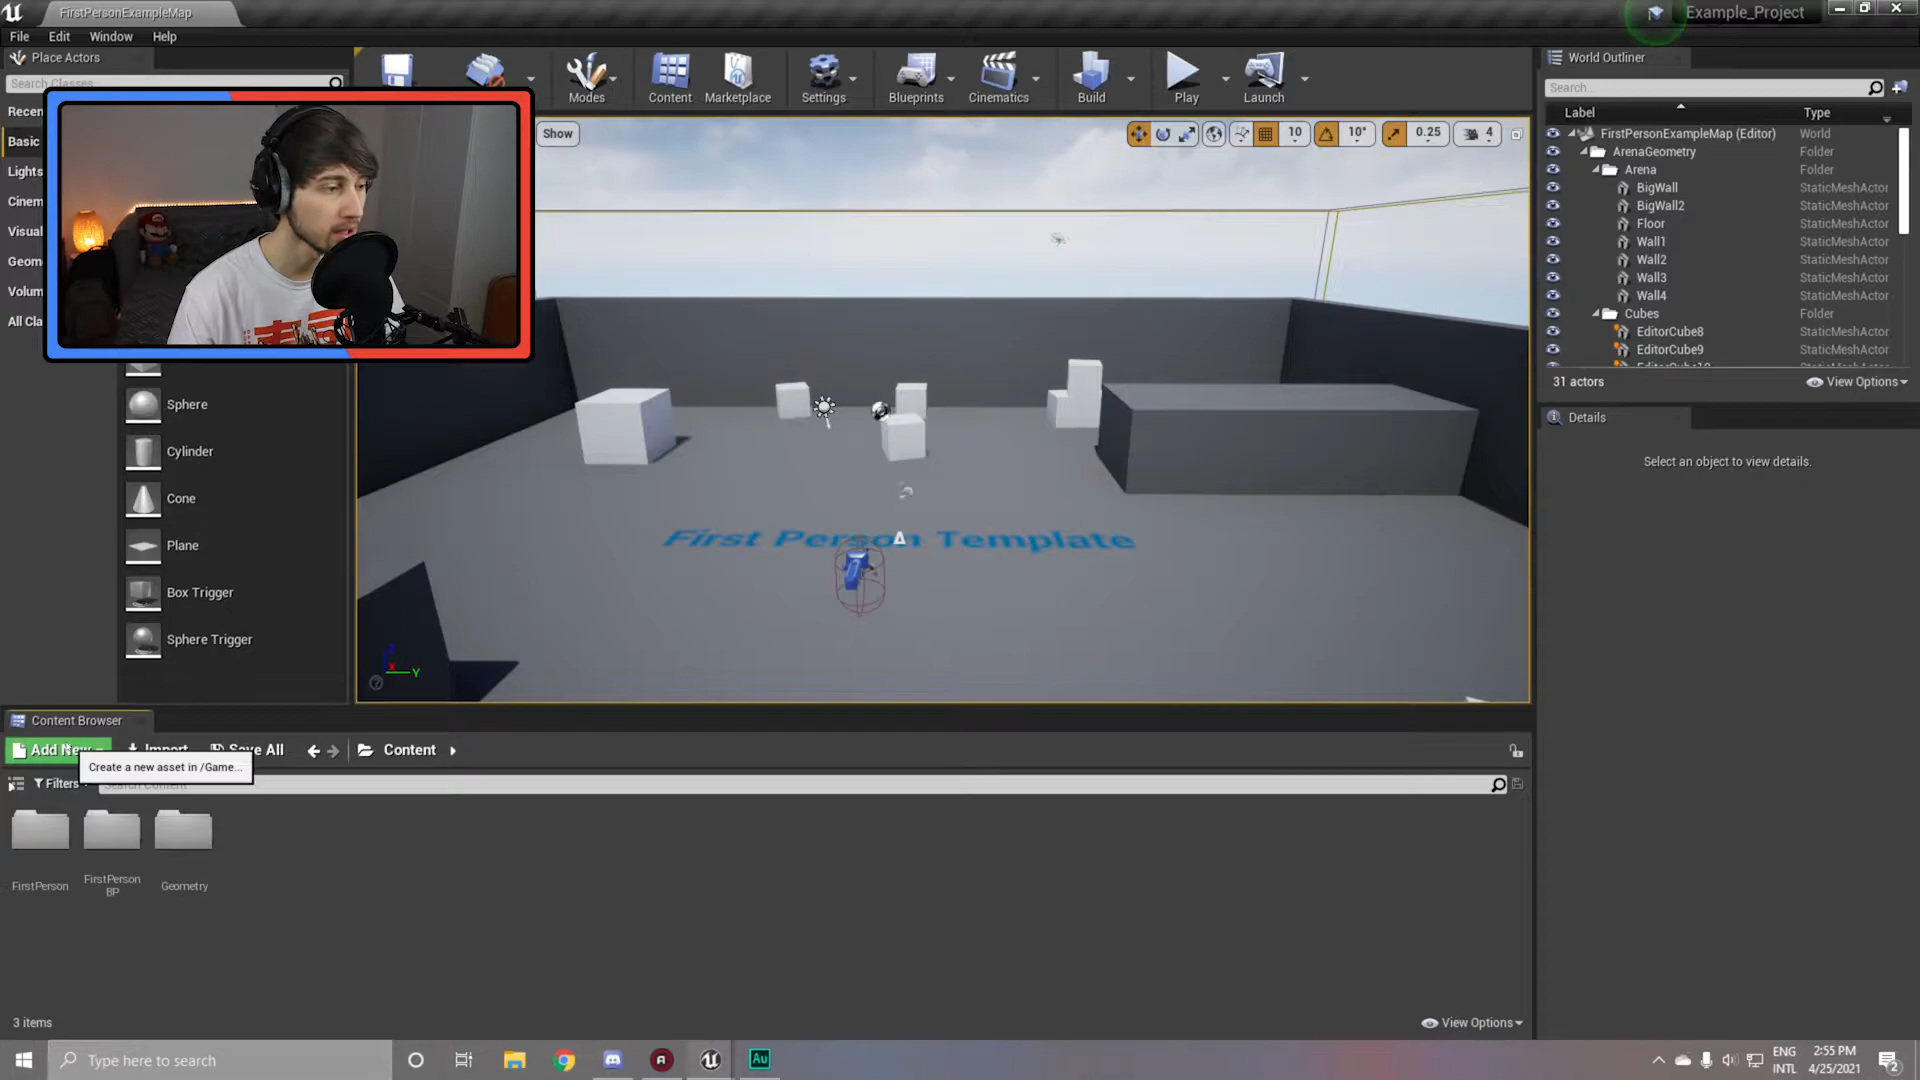 FirstPersonExampleMap
Example_Project
File Edit Window Help
Place Actors
Search Classes
Recen
Basic
Lights
Cinem
Visual
Geom
Volum
All Cla
Sphere
Cylinder
Cone
Plane
Box Trigger
Sphere Trigger
Modes
Content
Marketplace
Settings
Blueprints
Cinematics
Build
Play
Launch
Show
10
10°
0.25
4
First Person Template
Y
World Outliner
Search...
Label Type
FirstPersonExampleMap (Editor) World
ArenaGeometry Folder
Arena Folder
BigWall StaticMeshActor
BigWall2 StaticMeshActor
Floor StaticMeshActor
Wall1 StaticMeshActor
Wall2 StaticMeshActor
Wall3 StaticMeshActor
Wall4 StaticMeshActor
Cubes Folder
EditorCube8 StaticMeshActor
EditorCube9 StaticMeshActor
31 actors
View Options
Details
Select an object to view details.
Content Browser
Add New Import Save All Content
Create a new asset in /Game...
Filters
Search Content
FirstPerson
FirstPerson
BP
Geometry
3 items
View Options
Type here to search
Au
ENG
INTL
2:55 PM
4/25/2021
2